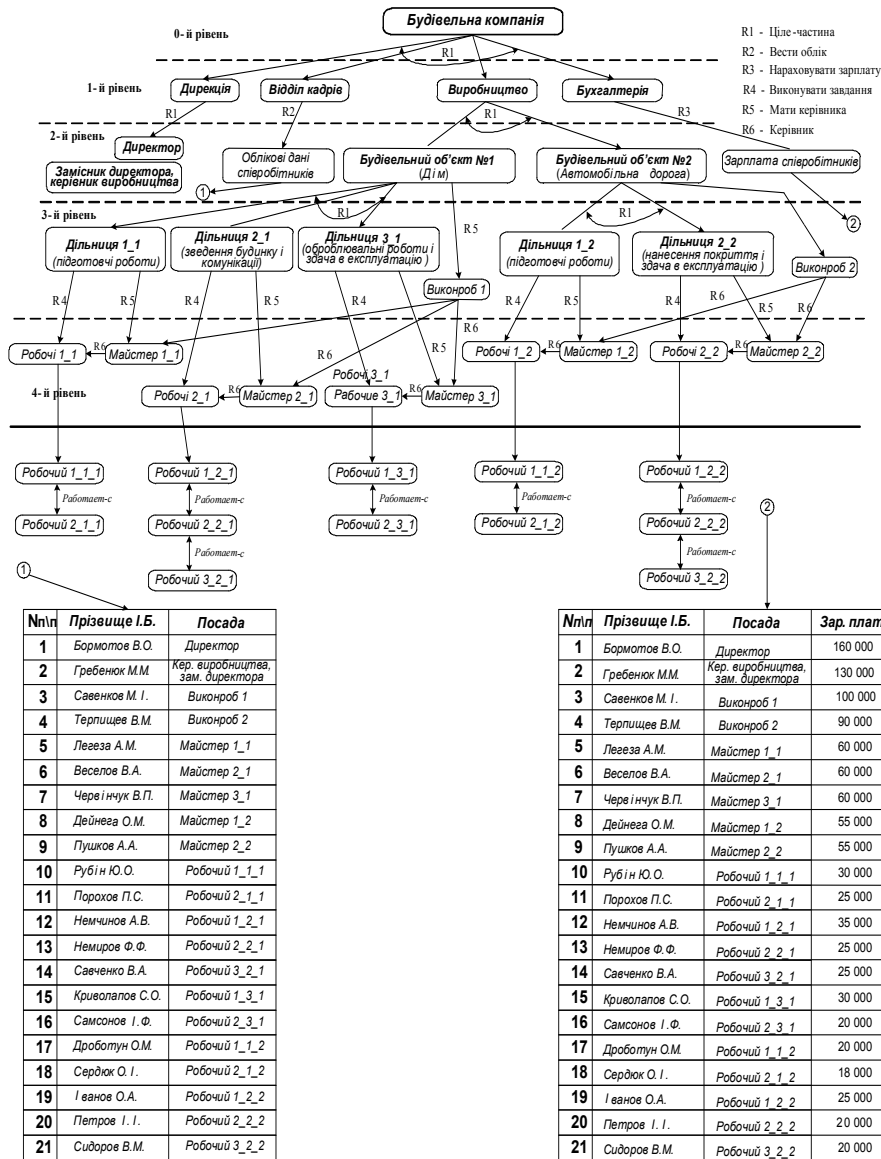 Будівельна компанія
0-й рівень
R1
R1 - Ціле-частина
R2 - Вести облік
R3 - Нараховувати зарплату
R4 - Виконувати завдання
R5 - Мати керівника
R6 - Керівник
1-й рівень
Дирекція
Відділ кадрів
Виробництво
Бухгалтерія
R1
R2
R1
R3
2-й рівень
Директор
Замісник директора,
керівник виробництва
Облікові дані
співробітників
Будівельний об'єкт №1
(Дім)
Будівельний об'єкт №2
(Автомобільна дорога)
Зарплата співробітників
1
2
3-й рівень
R1
R5
R1
Дільниця 1_1
(підготовчі роботи)
Дільниця 2_1
(зведення будинку і
комунікації)
Дільниця 3_1
(оброблювальні роботи і
здача в експлуатацію)
Дільниця 1_2
(підготовчі роботи)
Дільниця 2_2
(нанесення покриття і
здача в експлуатацію)
Виконроб 1
Виконроб 2
R4
R5
R4
R5
R4
R5
R6
R4
R5
R4
R5
R6
R6
Робочі 1_1
R6
Майстер 1_1
Робочі 1_2
R6
Майстер 1_2
Робочі 2_2
R6
Майстер 2_2
4-й рівень
Робочі 2_1
R6
Майстер 2_1
Робочі 3_1
Рабочие 3_1
R6
Майстер 3_1
Робочий 1_1_1
Робочий 1_2_1
Робочий 1_3_1
Робочий 1_1_2
Робочий 1_2_2
Работает-с
Работает-с
Работает-с
Работает-с
Работает-с
Робочий 2_1_1
Робочий 2_2_1
Робочий 2_3_1
Робочий 2_1_2
Робочий 2_2_2
Работает-с
Работает-с
Робочий 3_2_1
Робочий 3_2_2
1
2
Nп\п Прізвище І.Б. Посада
1 Бормотов В.О. Директор
2 Гребенюк М.М. Кер. виробництва,
зам. директора
3 Савенков М.І. Виконроб 1
4 Терпищев В.М. Виконроб 2
5 Легеза А.М. Майстер 1_1
6 Веселов В.А. Майстер 2_1
7 Червінчук В.П. Майстер 3_1
8 Дейнега О.М. Майстер 1_2
9 Пушков А.А. Майстер 2_2
10 Рубін Ю.О. Робочий 1_1_1
11 Порохов П.С. Робочий 2_1_1
12 Немчинов А.В. Робочий 1_2_1
13 Немиров Ф.Ф. Робочий 2_2_1
14 Савченко В.А. Робочий 3_2_1
15 Криволапов С.О. Робочий 1_3_1
16 Самсонов І.Ф. Робочий 2_3_1
17 Дроботун О.М. Робочий 1_1_2
18 Сердюк О.І. Робочий 2_1_2
19 Іванов О.А. Робочий 1_2_2
20 Петров І.І. Робочий 2_2_2
21 Сидоров В.М. Робочий 3_2_2
Nп\п Прізвище І.Б. Посада Зар. плат
1 Бормотов В.О. Директор 160 000
2 Гребенюк М.М. Кер. виробництва,
зам. директора 130 000
3 Савенков М.І. Виконроб 1 100 000
4 Терпищев В.М. Виконроб 2 90 000
5 Легеза А.М. Майстер 1_1 60 000
6 Веселов В.А. Майстер 2_1 60 000
7 Червінчук В.П. Майстер 3_1 60 000
8 Дейнега О.М. Майстер 1_2 55 000
9 Пушков А.А. Майстер 2_2 55 000
10 Рубін Ю.О. Робочий 1_1_1 30 000
11 Порохов П.С. Робочий 2_1_1 25 000
12 Немчинов А.В. Робочий 1_2_1 35 000
13 Немиров Ф.Ф. Робочий 2_2_1 25 000
14 Савченко В.А. Робочий 3_2_1 25 000
15 Криволапов С.О. Робочий 1_3_1 30 000
16 Самсонов І.Ф. Робочий 2_3_1 20 000
17 Дроботун О.М. Робочий 1_1_2 20 000
18 Сердюк О.І. Робочий 2_1_2 18 000
19 Іванов О.А. Робочий 1_2_2 25 000
20 Петров І.І. Робочий 2_2_2 20 000
21 Сидоров В.М. Робочий 3_2_2 20 000